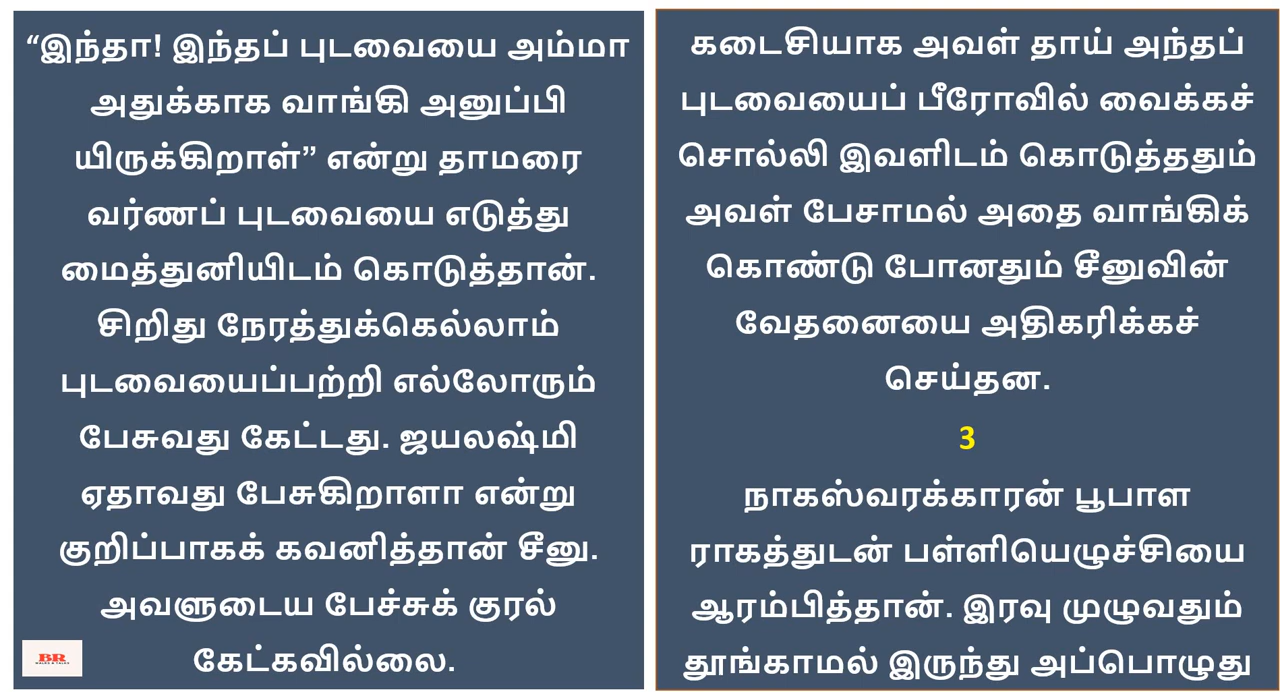 “இந்தா! இந்தப் புடவையை அம்மா
அதுக்காக வாங்கி அனுப்பி
யிருக்கிறாள்” என்று தாமரை
வர்ணப் புடவையை எடுத்து
மைத்துனியிடம் கொடுத்தான்.
சிறிது நேரத்துக்கெல்லாம்
புடவையைப்பற்றி எல்லோரும்
பேசுவது கேட்டது. ஜயலஷ்மி
ஏதாவது பேசுகிறாளா என்று
குறிப்பாகக் கவனித்தான் சீனு.
அவளுடைய பேச்சுக் குரல்
கேட்கவில்லை.
BR
கடைசியாக அவள் தாய் அந்தப்
புடவையைப் பீரோவில் வைக்கச்
சொல்லி இவளிடம் கொடுத்ததும்
அவள் பேசாமல் அதை வாங்கிக்
கொண்டு போனதும் சீனுவின்
வேதனையை அதிகரிக்கச்
செய்தன.
3
நாகஸ்வரக்காரன் பூபாள
ராகத்துடன் பள்ளியெழுச்சியை
ஆரம்பித்தான். இரவு முழுவதும்
தூங்காமல் இருந்து அப்பொழுது